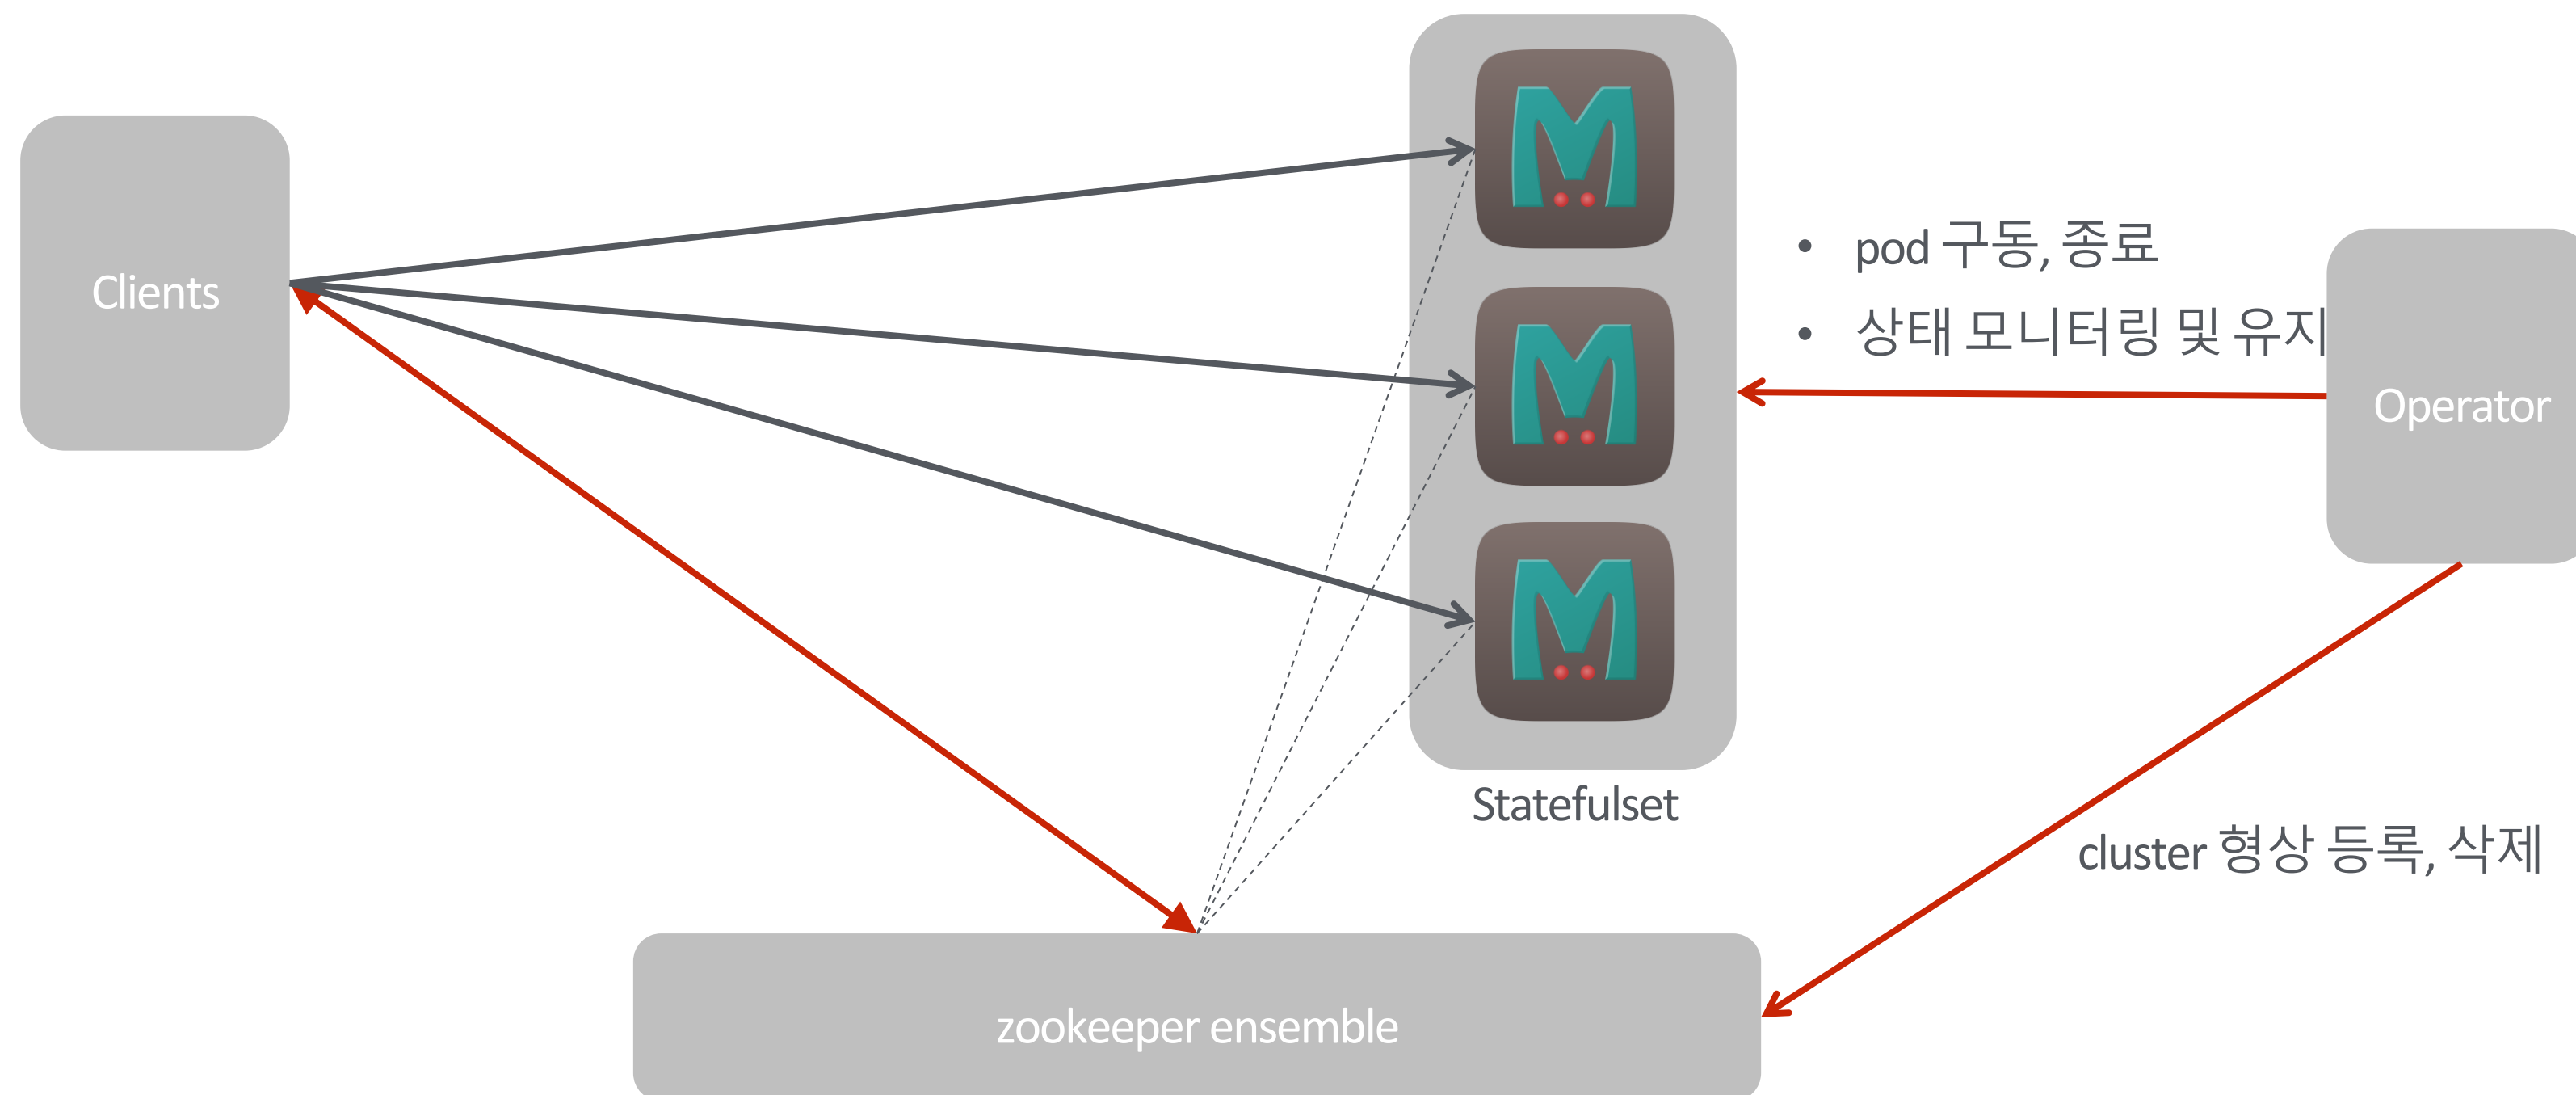 Clients
• pod 구동, 종료
• 상태 모니터링 및 유지
Operator
Statefulset
cluster 형상 등록, 삭제
zookeeper ensemble